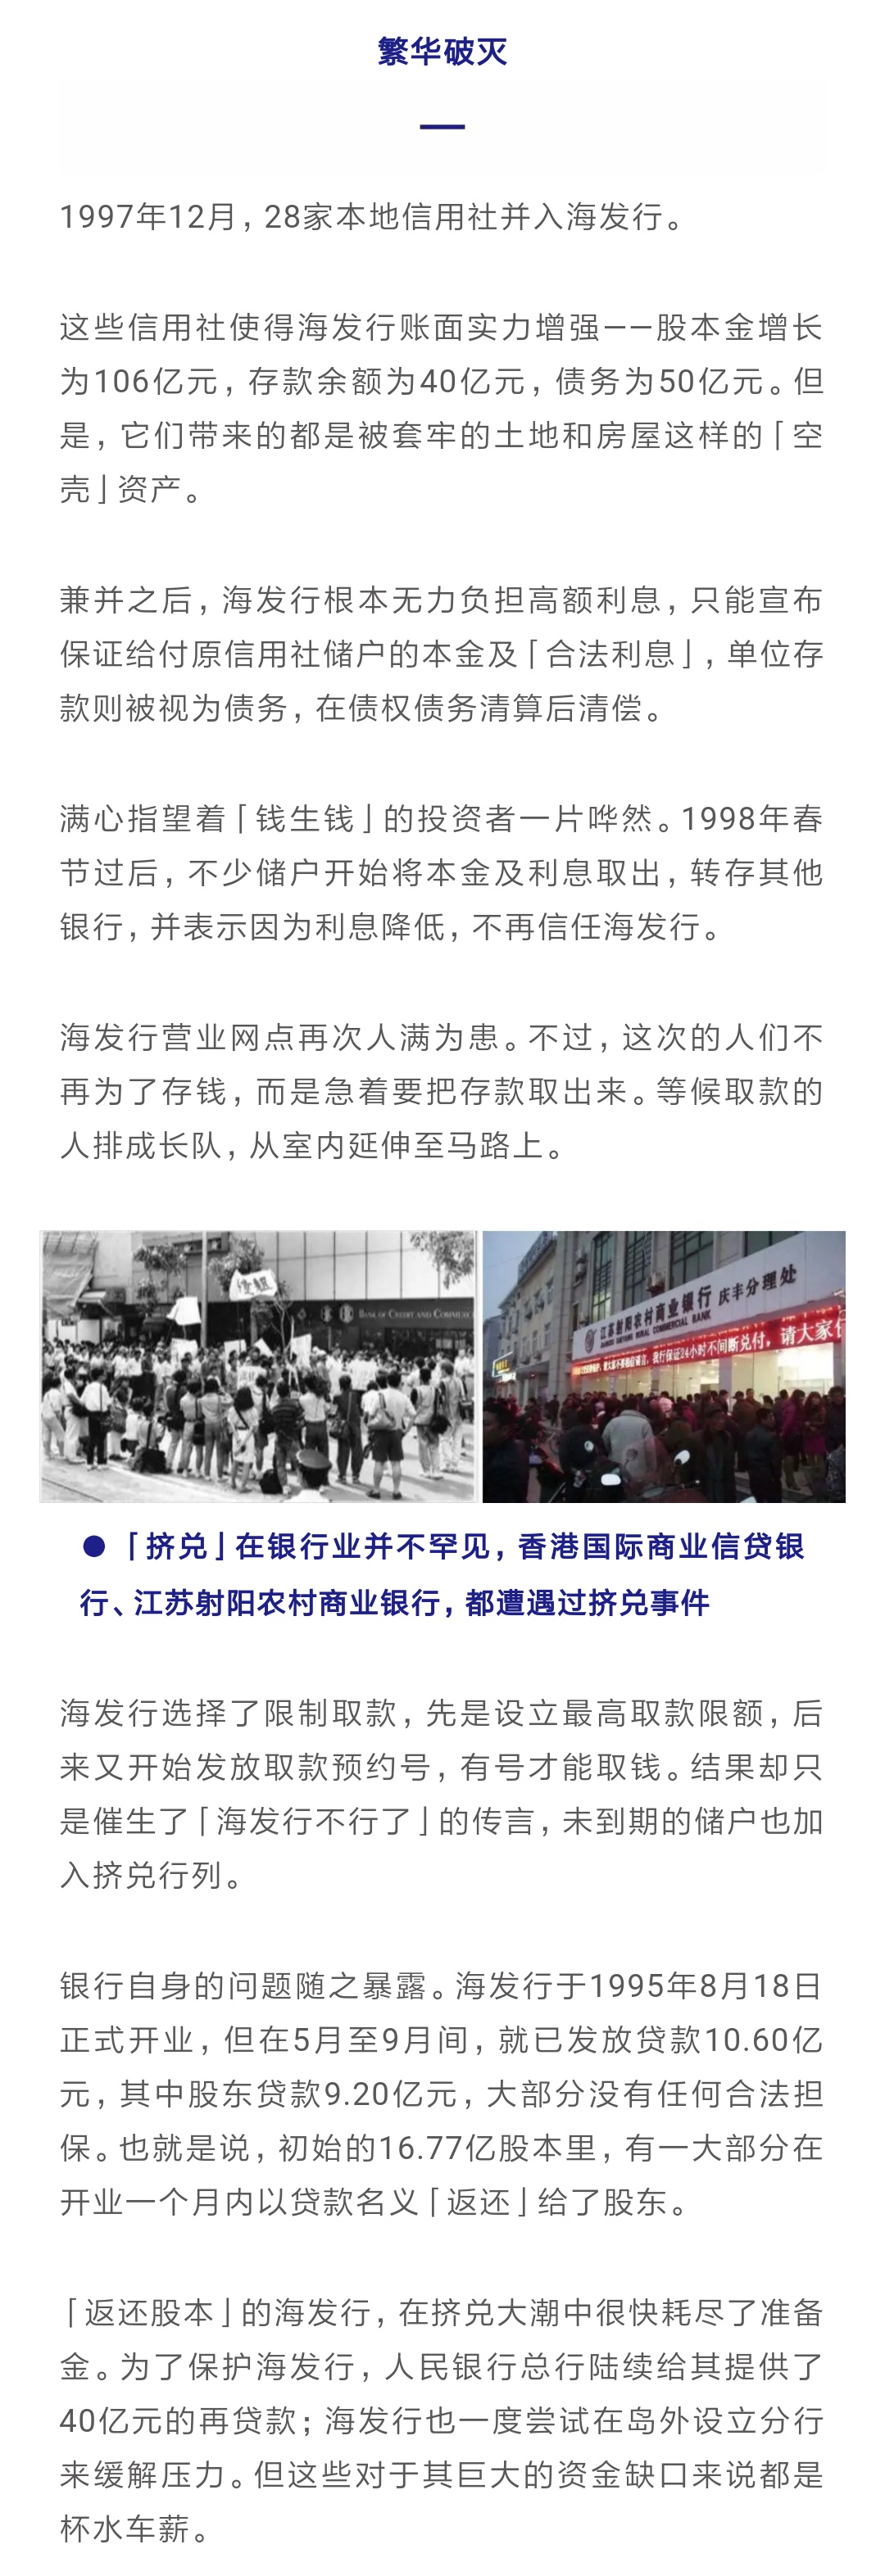 繁华破灭
1997年12月，28家本地信用社并入海发行。
这些信用社使得海发行账面实力增强——股本金增长
为106亿元，存款余额为40亿元，债务为50亿元。但
是，它们带来的都是被套牢的土地和房屋这样的「空
壳」资产。
兼并之后，海发行根本无力负担高额利息，只能宣布
保证给付原信用社储户的本金及「合法利息」，单位存
款则被视为债务，在债权债务清算后清偿。
满心指望着「钱生钱」的投资者一片哗然。1998年春
节过后，不少储户开始将本金及利息取出，转存其他
银行，并表示因为利息降低，不再信任海发行。
海发行营业网点再次人满为患。不过，这次的人们不
再为了存钱，而是急着要把存款取出来。等候取款的
人排成长队，从室内延伸至马路上。
BANK OF CREDIT AND COMMERCE
江苏射阳农村商业银行 庆丰分理处
JIANGSU SHEYANG RURAL COMMERCIAL BANK
我行保证24小时不间断兑付，请大家
● 「挤兑」在银行业并不罕见，香港国际商业信贷银
行、江苏射阳农村商业银行，都遭遇过挤兑事件
海发行选择了限制取款，先是设立最高取款限额，后
来又开始发放取款预约号，有号才能取钱。结果却只
是催生了「海发行不行了」的传言，未到期的储户也加
入挤兑行列。
银行自身的问题随之暴露。海发行于1995年8月18日
正式开业，但在5月至9月间，就已发放贷款10.60亿
元，其中股东贷款9.20亿元，大部分没有任何合法担
保。也就是说，初始的16.77亿股本里，有一大部分在
开业一个月内以贷款名义「返还」给了股东。
「返还股本」的海发行，在挤兑大潮中很快耗尽了准备
金。为了保护海发行，人民银行总行陆续给其提供了
40亿元的再贷款；海发行也一度尝试在岛外设立分行
来缓解压力。但这些对于其巨大的资金缺口来说都是
杯水车薪。